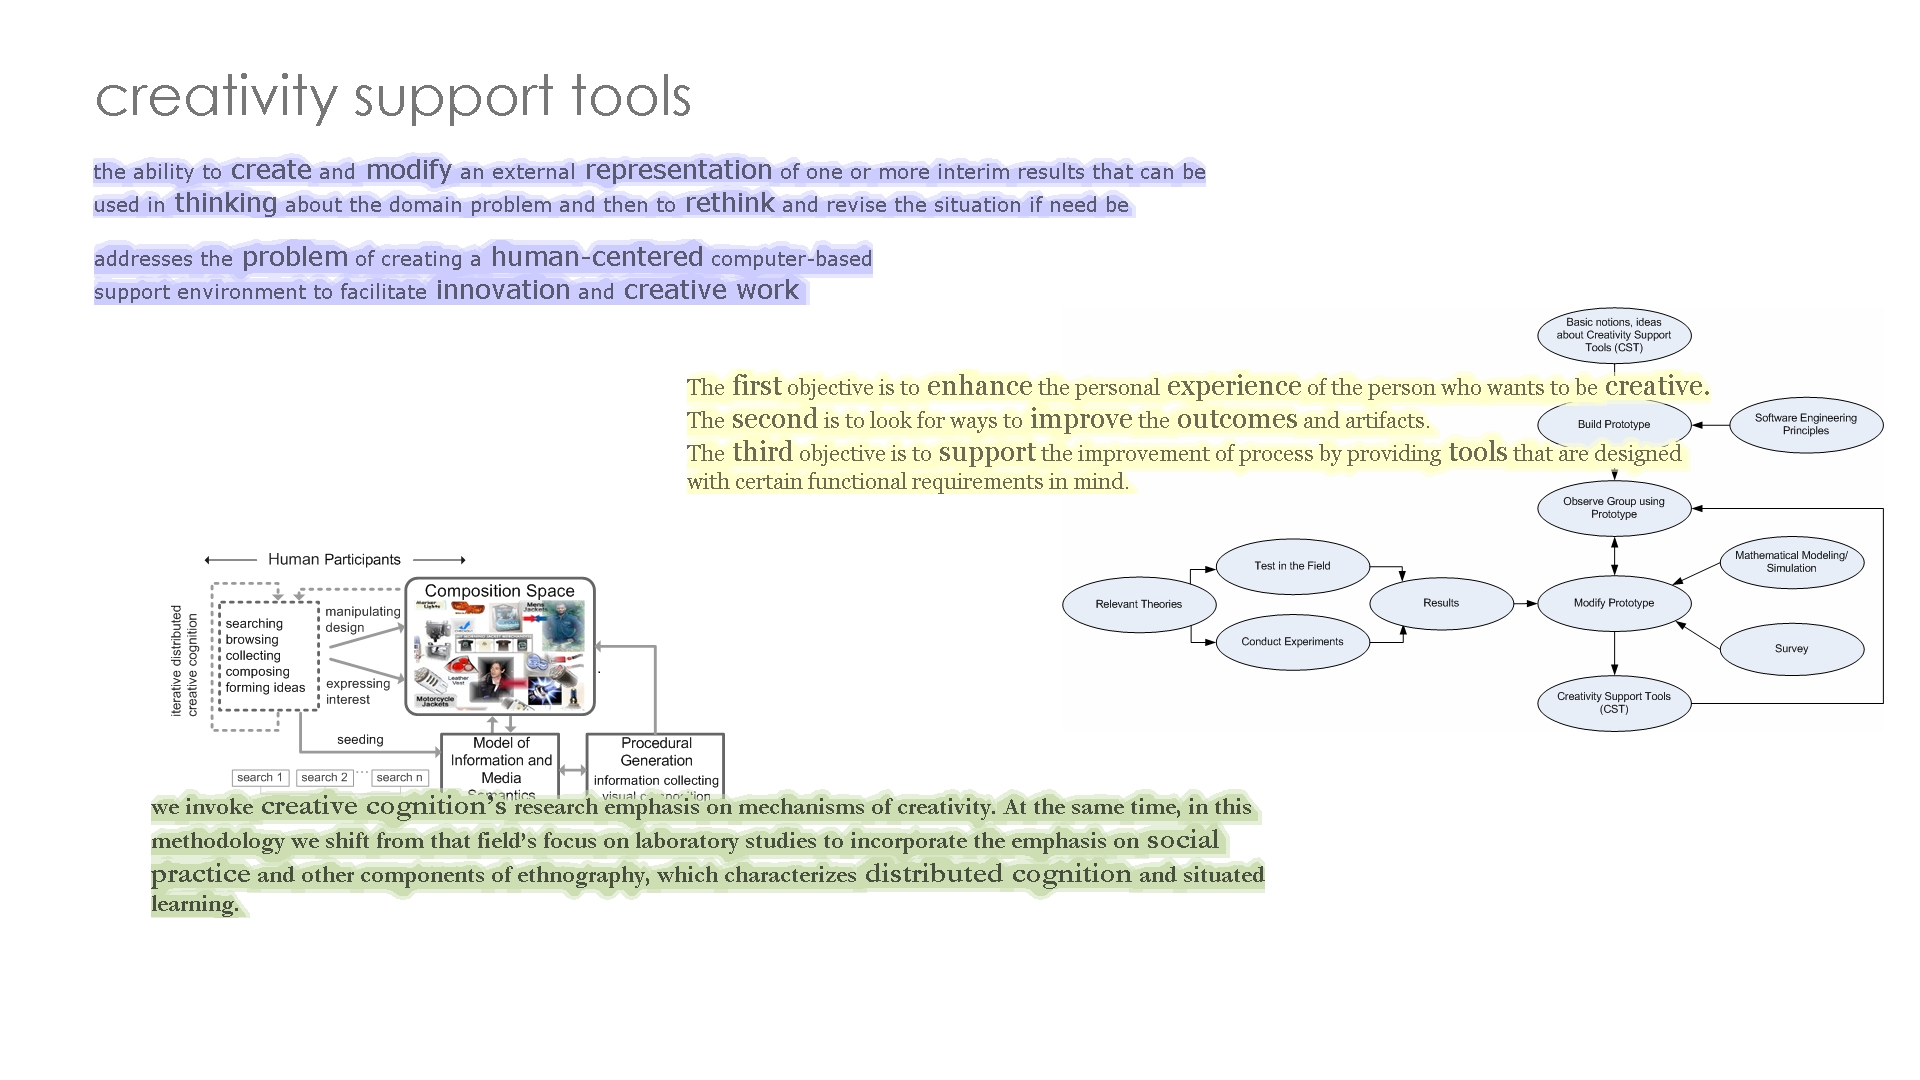 creativity support tools
the ability to create and modify an external representation of one or more interim results that can be
used in thinking about the domain problem and then to rethink and revise the situation if need be
addresses the problem of creating a human-centered computer-based
support environment to facilitate innovation and creative work
Basic notions, ideas
about Creativity Support
Tools (CST)
The first objective is to enhance the personal experience of the person who wants to be creative.
The second is to look for ways to improve the outcomes and artifacts.
The third objective is to support the improvement of process by providing tools that are designed
with certain functional requirements in mind.
Build Prototype
Software Engineering
Principles
Observe Group using
Prototype
Mathematical Modeling/
Simulation
Test in the Field
Relevant Theories
Results
Modify Prototype
Conduct Experiments
Survey
Creativity Support Tools
(CST)
Human Participants
iterative distributed
creative cognition
searching
browsing
collecting
composing
forming ideas
manipulating
design
expressing
interest
Composition Space
Marker
Lights
Mens
Jackets
Leather
Vest
Motorcycle
Jackets
seeding
search 1
search 2
...
search n
Model of
Information and
Media
Semantics
Procedural
Generation
information collecting
visual composition
we invoke creative cognition's research emphasis on mechanisms of creativity. At the same time, in this
methodology we shift from that field's focus on laboratory studies to incorporate the emphasis on social
practice and other components of ethnography, which characterizes distributed cognition and situated
learning.